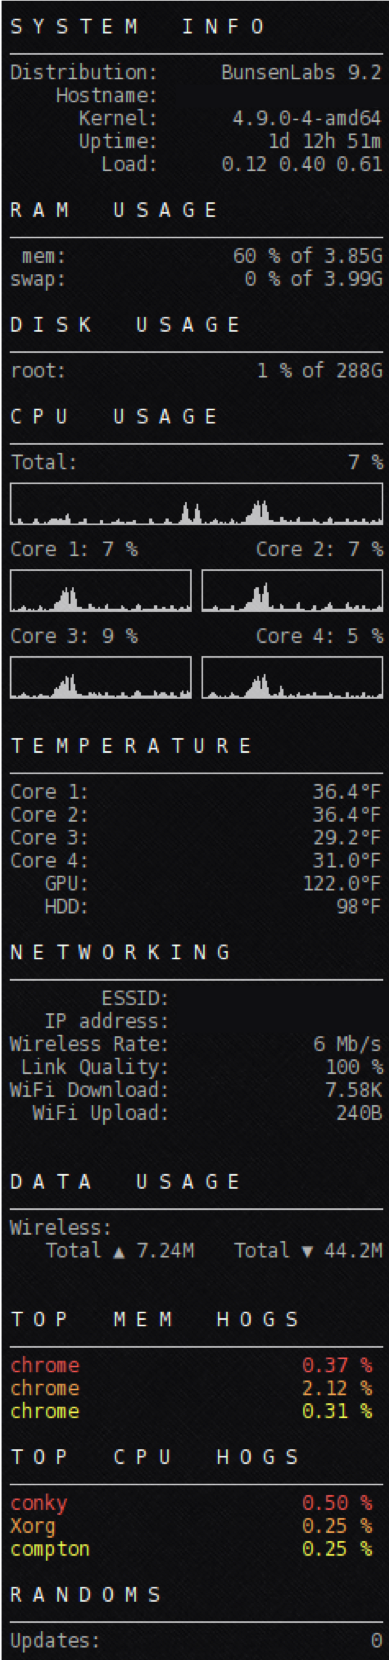 SYSTEM INFO
Distribution: BunsenLabs 9.2
Hostname:
Kernel: 4.9.0-4-amd64
Uptime: 1d 12h 51m
Load: 0.12 0.40 0.61
RAM USAGE
mem: 60 % of 3.85G
swap: 0 % of 3.99G
DISK USAGE
root: 1 % of 288G
CPU USAGE
Total: 7 %
Core 1: 7 % Core 2: 7 %
Core 3: 9 % Core 4: 5 %
TEMPERATURE
Core 1: 36.4°F
Core 2: 36.4°F
Core 3: 29.2°F
Core 4: 31.0°F
GPU: 122.0°F
HDD: 98°F
NETWORKING
ESSID:
IP address:
Wireless Rate: 6 Mb/s
Link Quality: 100 %
WiFi Download: 7.58K
WiFi Upload: 240B
DATA USAGE
Wireless:
Total ▲ 7.24M Total ▼ 44.2M
TOP MEM HOGS
chrome 0.37 %
chrome 2.12 %
chrome 0.31 %
TOP CPU HOGS
conky 0.50 %
Xorg 0.25 %
compton 0.25 %
RANDOMS
Updates: 0